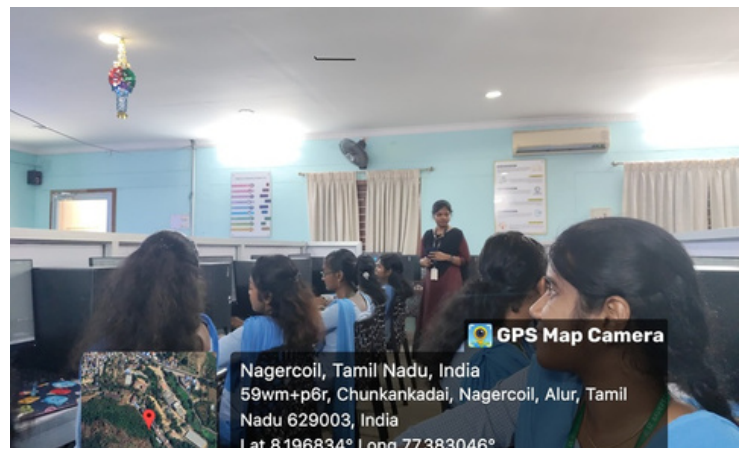 GPS Map Camera
Nagercoil, Tamil Nadu, India
59wm+p6r, Chunkankadai, Nagercoil, Alur, Tamil
Nadu 629003, India
Lat 8.196834° Long 77.383046°